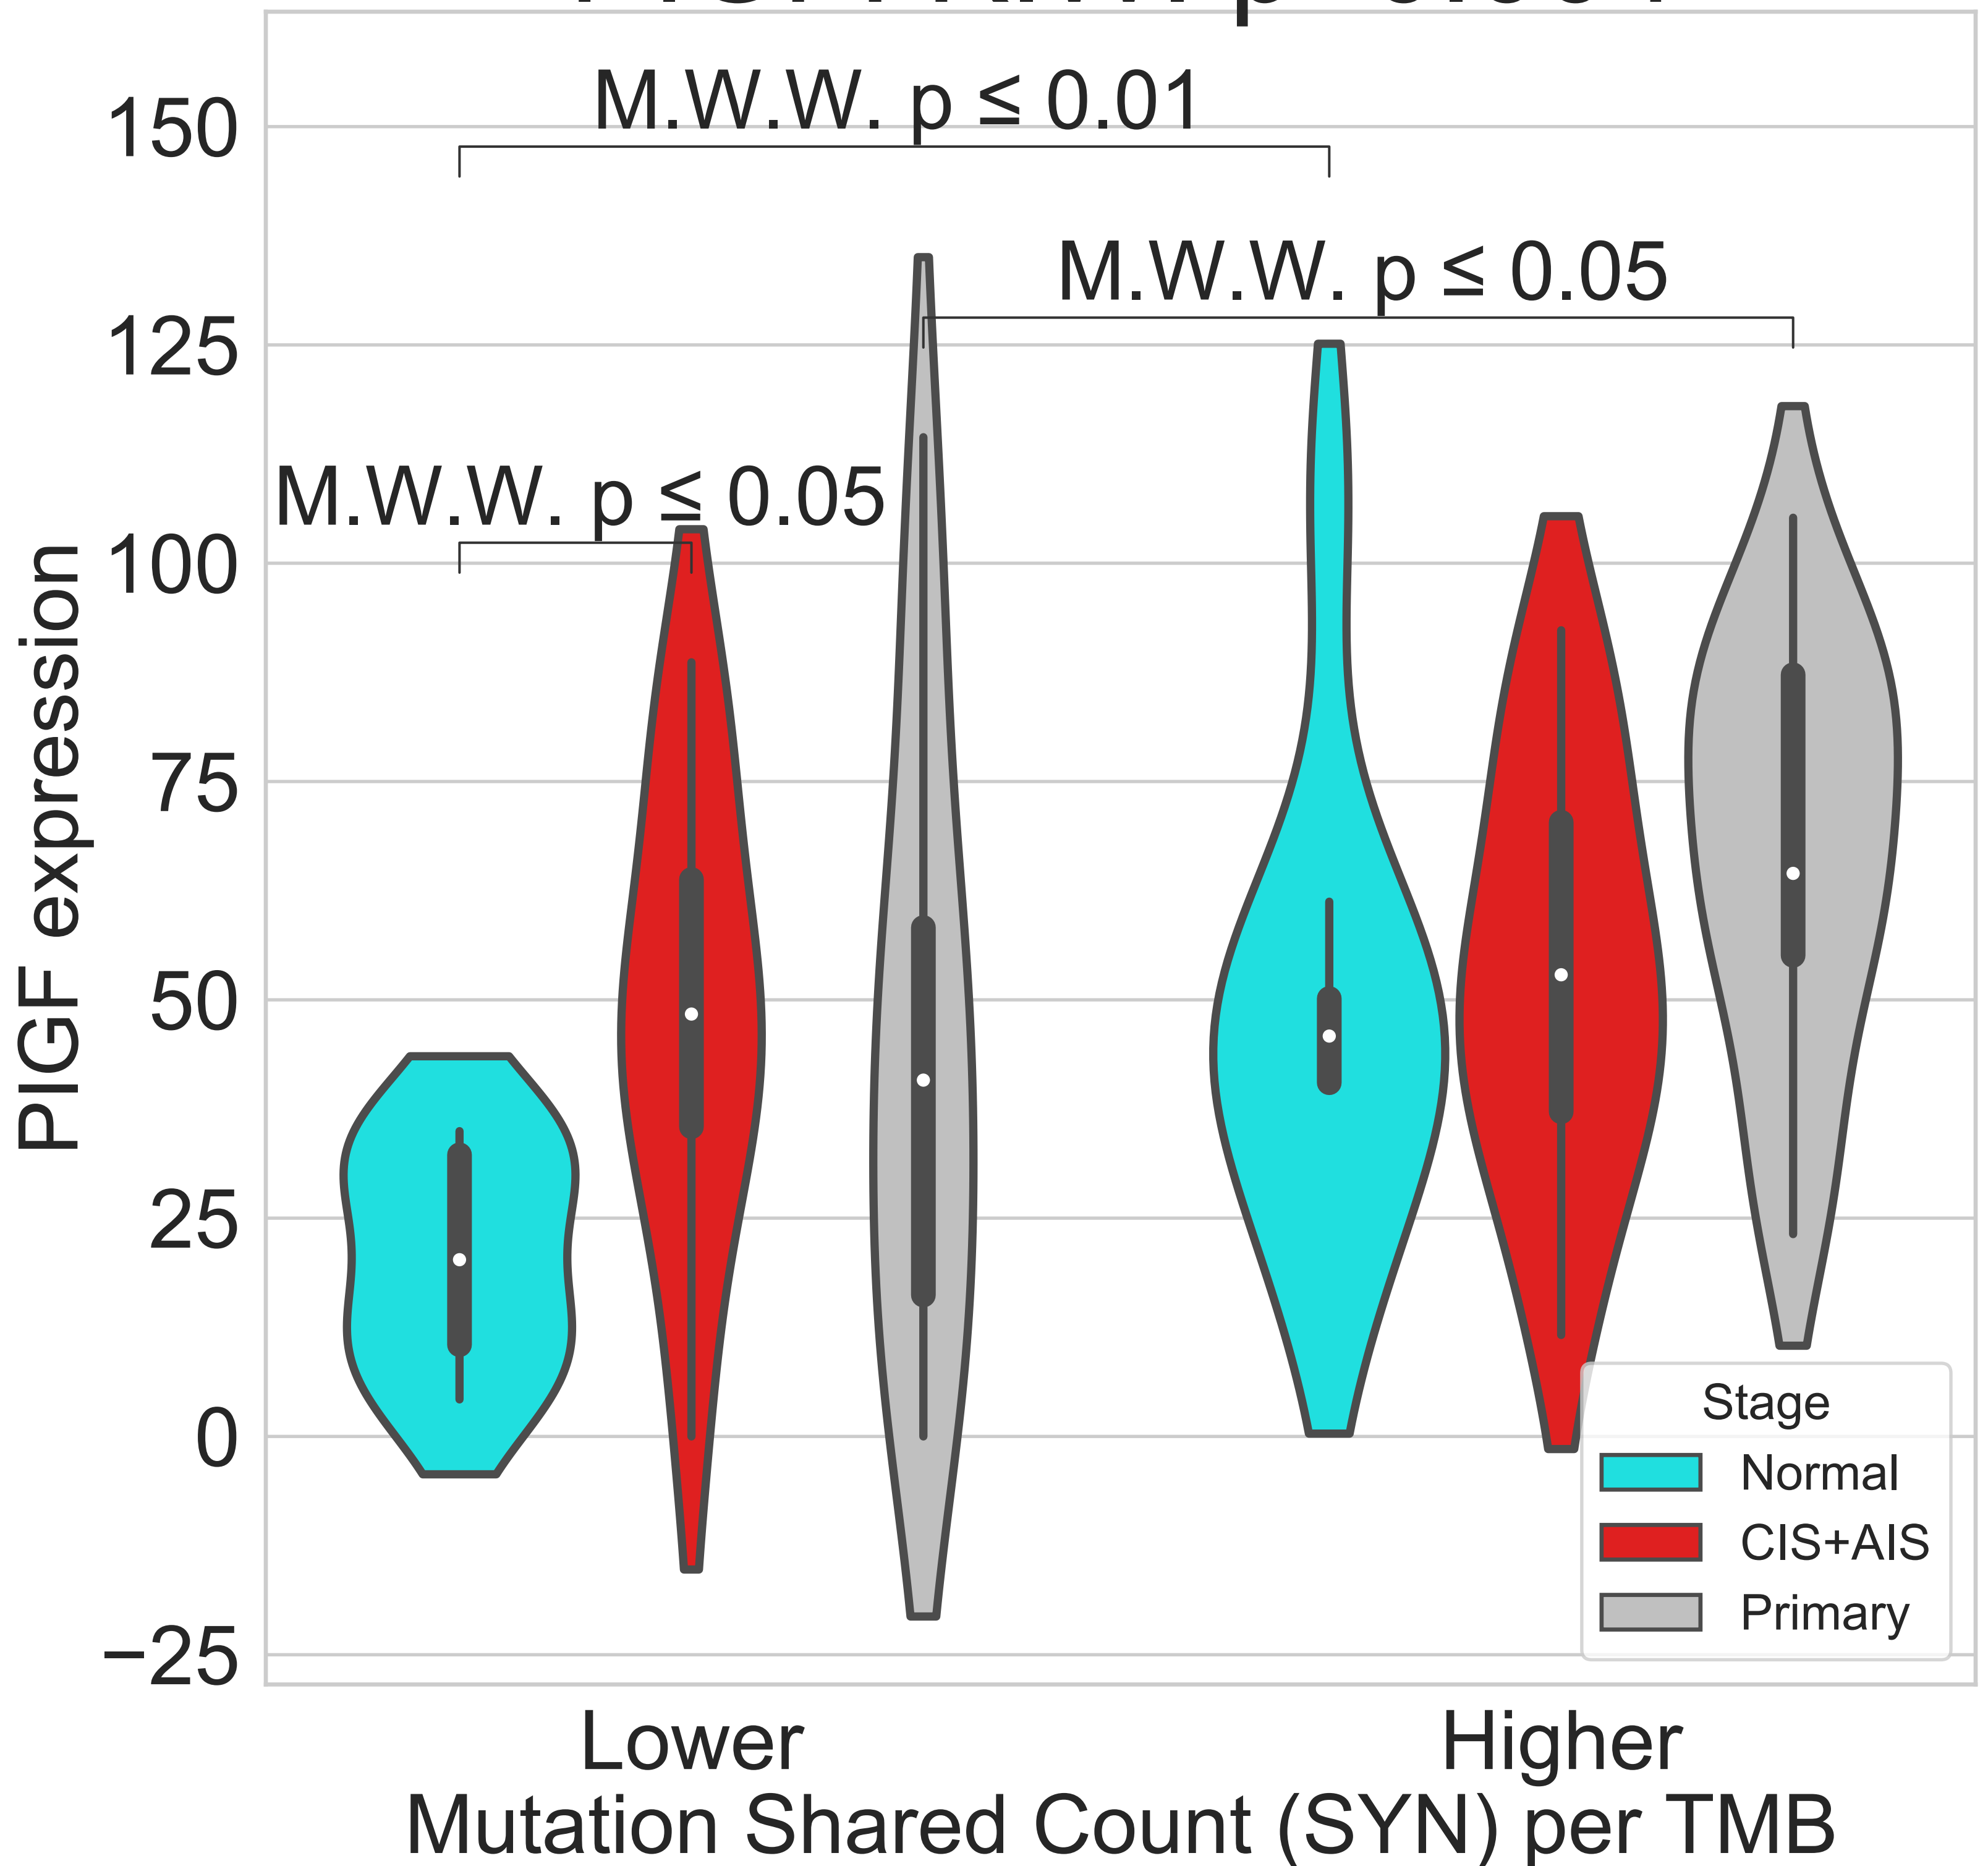 M.W.W. p ≤ 0.01
M.W.W. p ≤ 0.05
M.W.W. p ≤ 0.05
150
125
100
75
50
25
0
−25
PIGF expression
Stage
Normal
CIS+AIS
Primary
Lower
Higher
Mutation Shared Count (SYN) per TMB